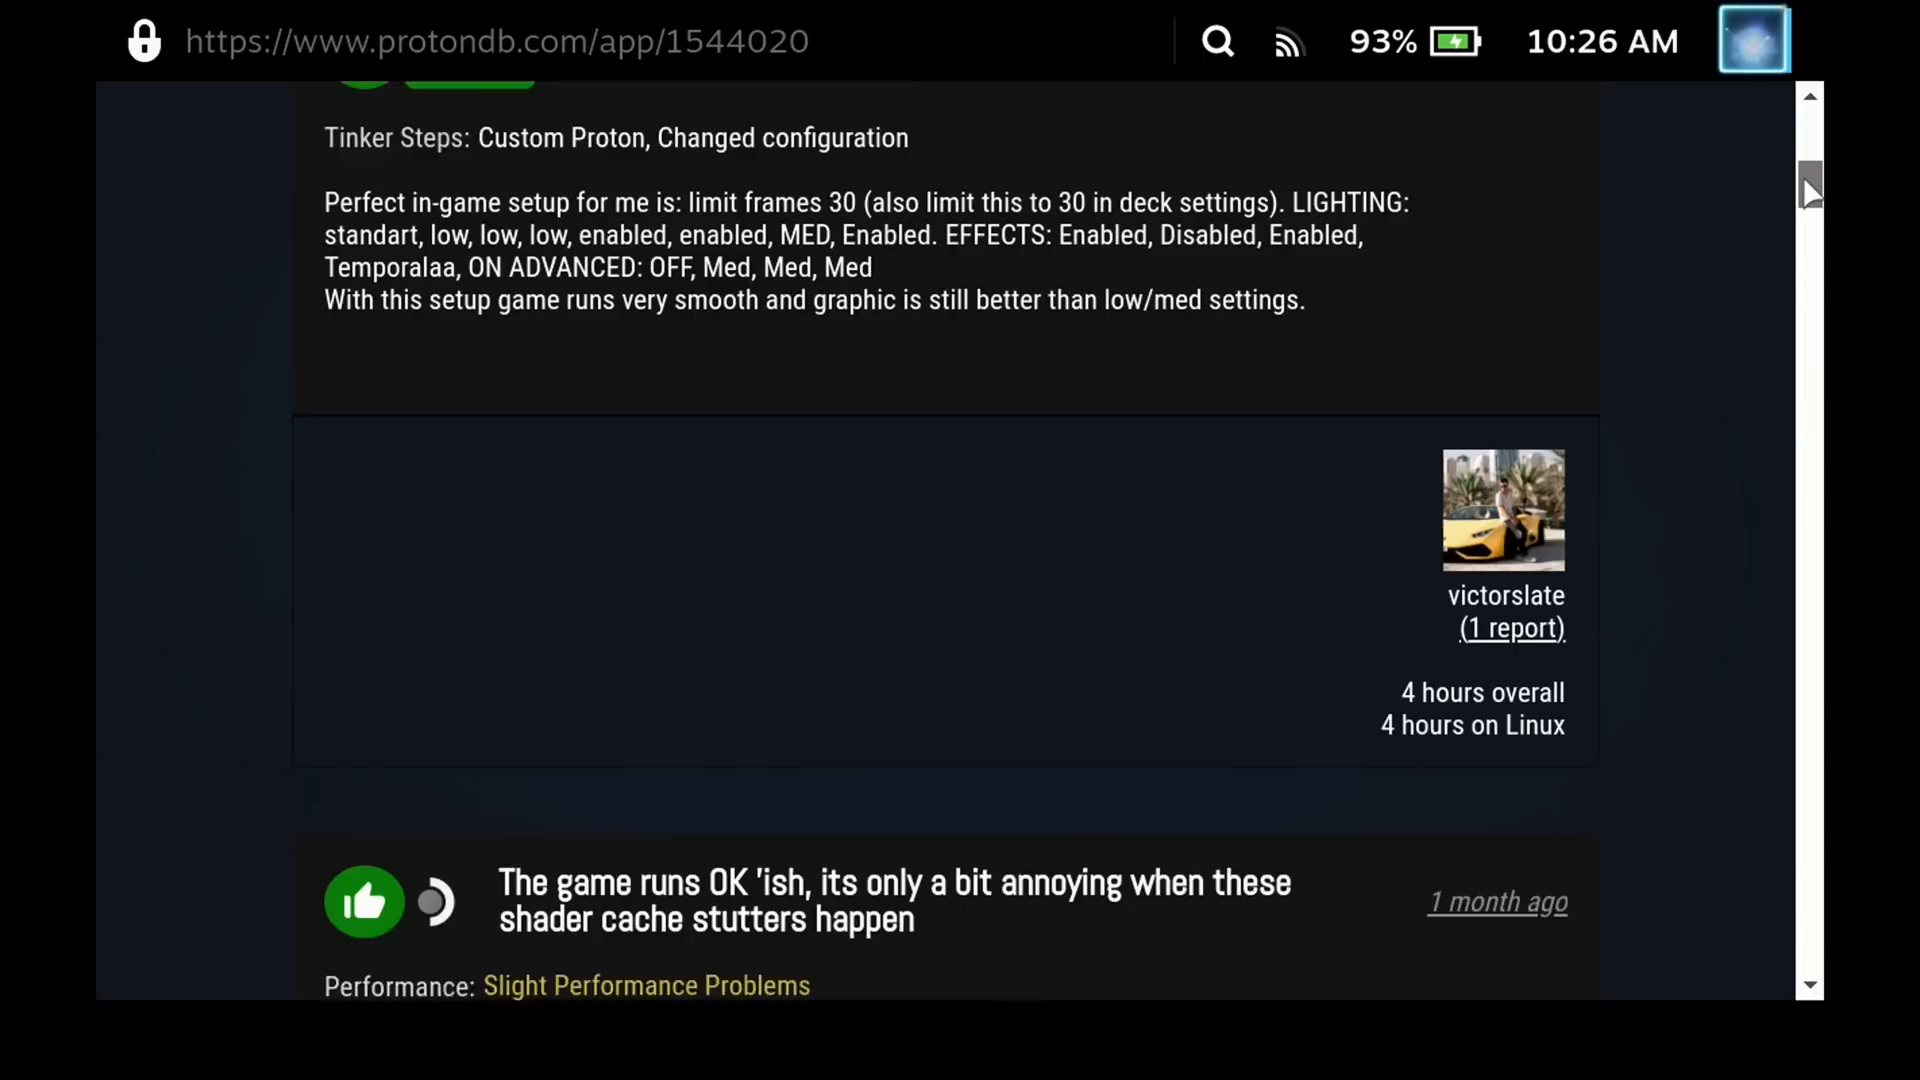 https://www.protondb.com/app/1544020
93%
10:26 AM
Tinker Steps: Custom Proton, Changed configuration
Perfect in-game setup for me is: limit frames 30 (also limit this to 30 in deck settings). LIGHTING:
standart, low, low, low, enabled, enabled, MED, Enabled. EFFECTS: Enabled, Disabled, Enabled,
Temporalaa, ON ADVANCED: OFF, Med, Med, Med
With this setup game runs very smooth and graphic is still better than low/med settings.
victorslate
(1 report)
4 hours overall
4 hours on Linux
The game runs OK 'ish, its only a bit annoying when these
shader cache stutters happen
1 month ago
Performance: Slight Performance Problems